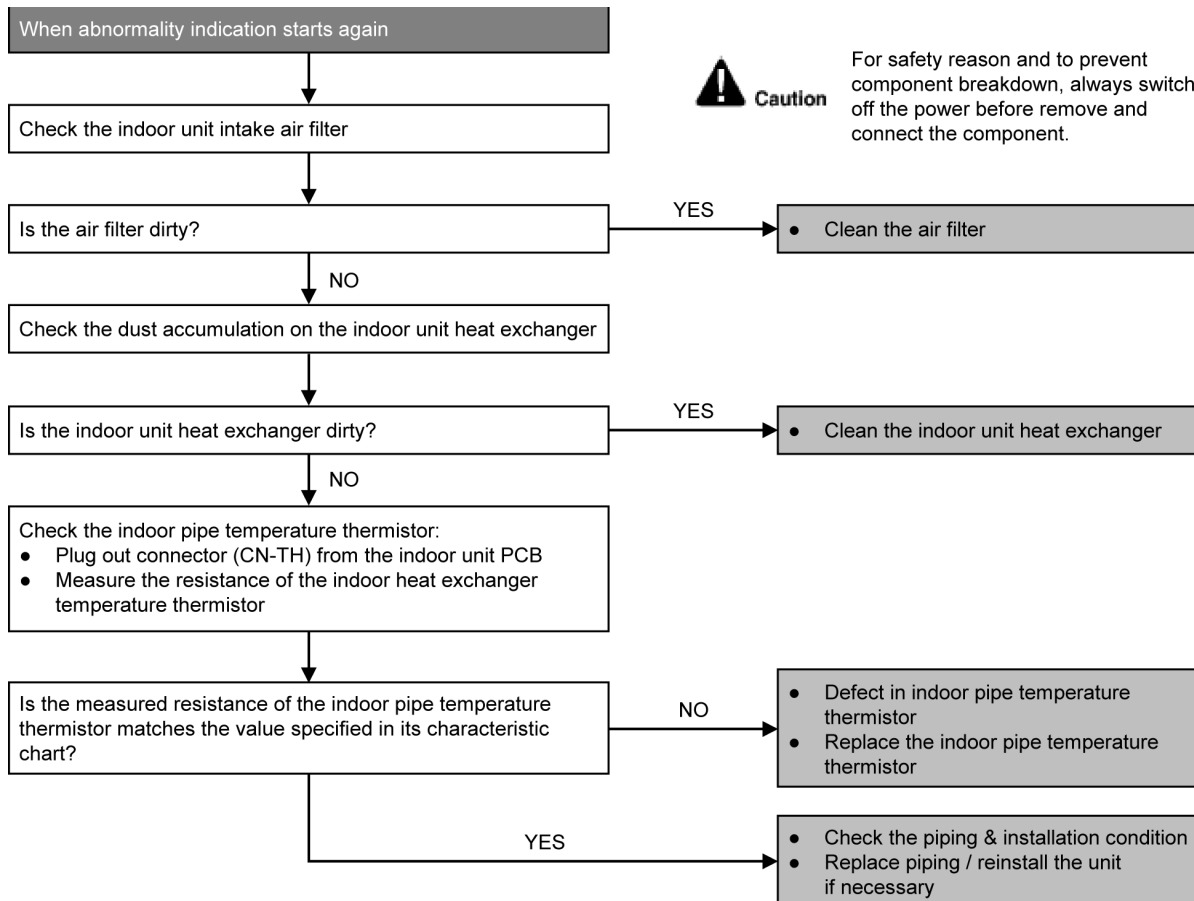 When abnormality indication starts again
Caution
For safety reason and to prevent
component breakdown, always switch
off the power before remove and
connect the component.
Check the indoor unit intake air filter
Is the air filter dirty?
YES
● Clean the air filter
NO
Check the dust accumulation on the indoor unit heat exchanger
Is the indoor unit heat exchanger dirty?
YES
● Clean the indoor unit heat exchanger
NO
Check the indoor pipe temperature thermistor:
● Plug out connector (CN-TH) from the indoor unit PCB
● Measure the resistance of the indoor heat exchanger
temperature thermistor
Is the measured resistance of the indoor pipe temperature
thermistor matches the value specified in its characteristic
chart?
NO
● Defect in indoor pipe temperature
thermistor
● Replace the indoor pipe temperature
thermistor
YES
● Check the piping & installation condition
● Replace piping / reinstall the unit
if necessary